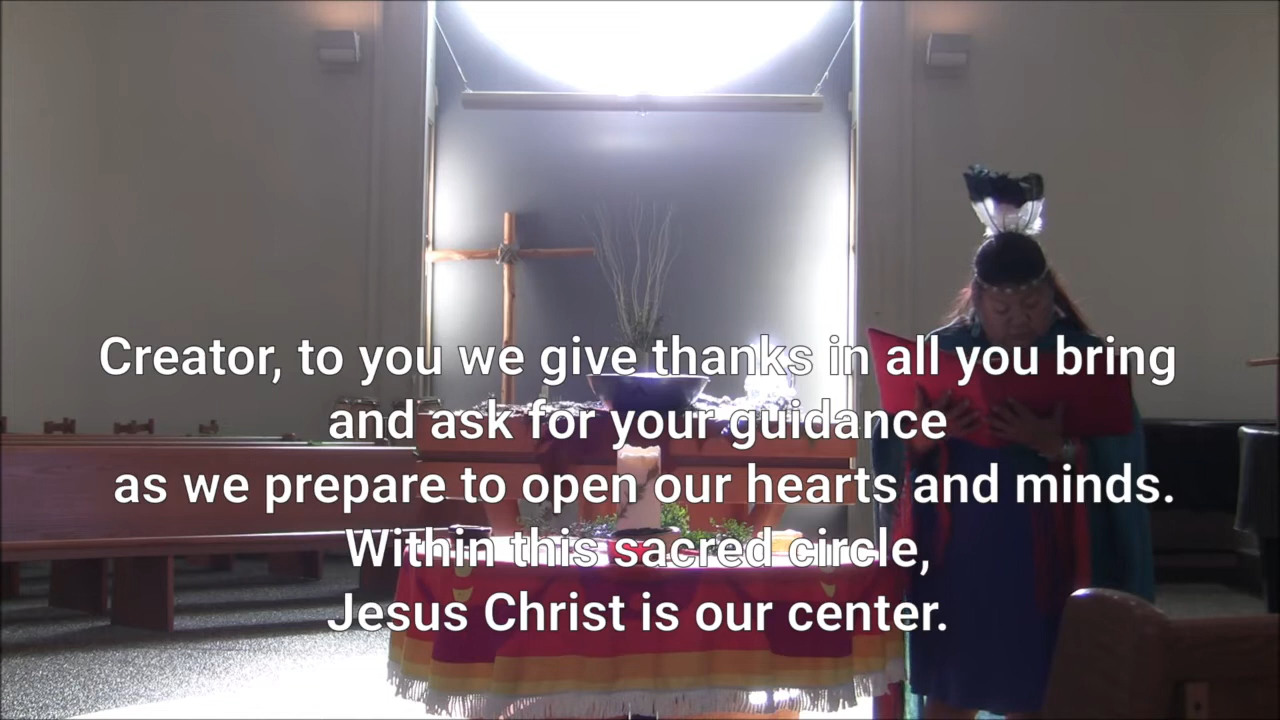 Creator, to you we give thanks in all you bring
and ask for your guidance
as we prepare to open our hearts and minds.
Within this sacred circle,
Jesus Christ is our center.